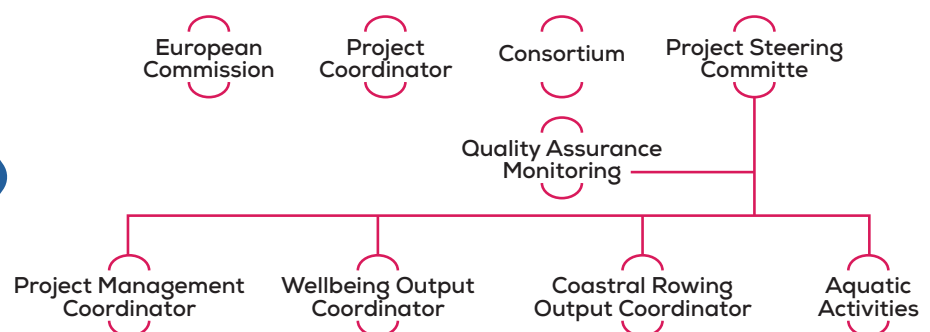 European
Commission
Project
Coordinator
Consortium
Project Steering
Committe
Quality Assurance
Monitoring
Project Management
Coordinator
Wellbeing Output
Coordinator
Coastral Rowing
Output Coordinator
Aquatic
Activities